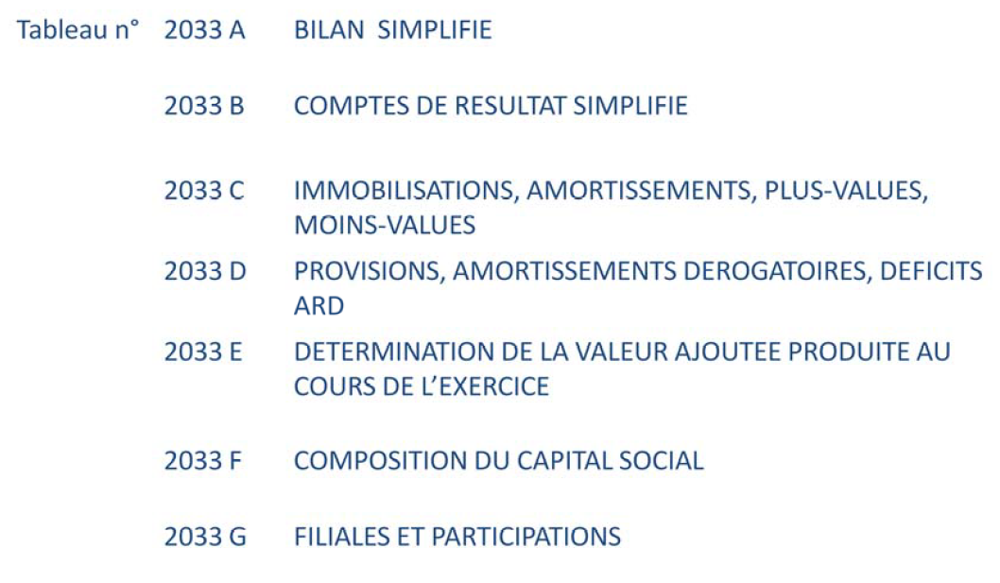 Tableau n° 2033 A BILAN SIMPLIFIE
2033 B COMPTES DE RESULTAT SIMPLIFIE
2033 C IMMOBILISATIONS, AMORTISSEMENTS, PLUS-VALUES,
MOINS-VALUES
2033 D PROVISIONS, AMORTISSEMENTS DEROGATOIRES, DEFICITS
ARD
2033 E DETERMINATION DE LA VALEUR AJOUTEE PRODUITE AU
COURS DE L’EXERCICE
2033 F COMPOSITION DU CAPITAL SOCIAL
2033 G FILIALES ET PARTICIPATIONS